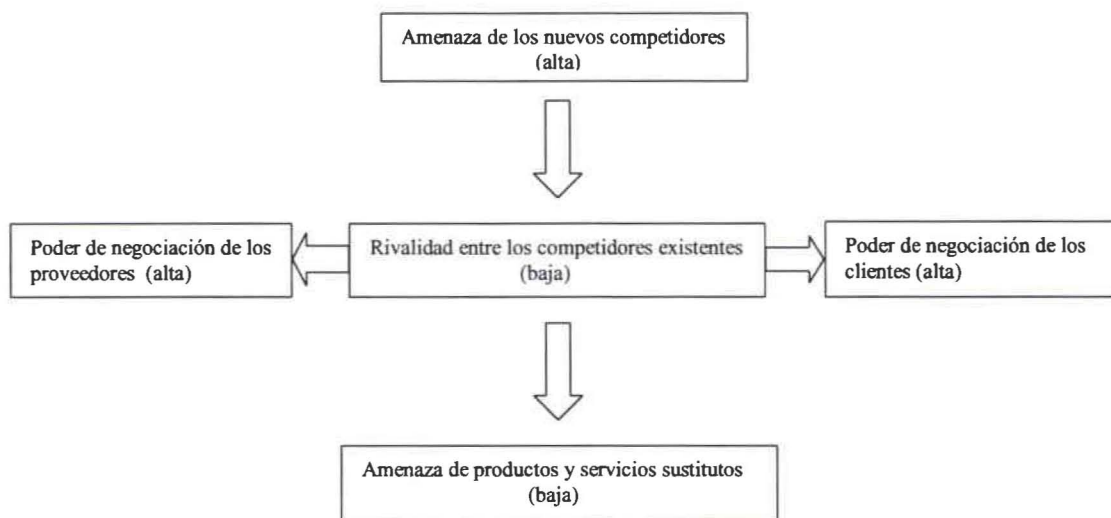 Amenaza de los nuevos competidores
(alta)
Poder de negociación de los
proveedores (alta)
Rivalidad entre los competidores existentes
(baja)
Poder de negociación de los
clientes (alta)
Amenaza de productos y servicios sustitutos
(baja)